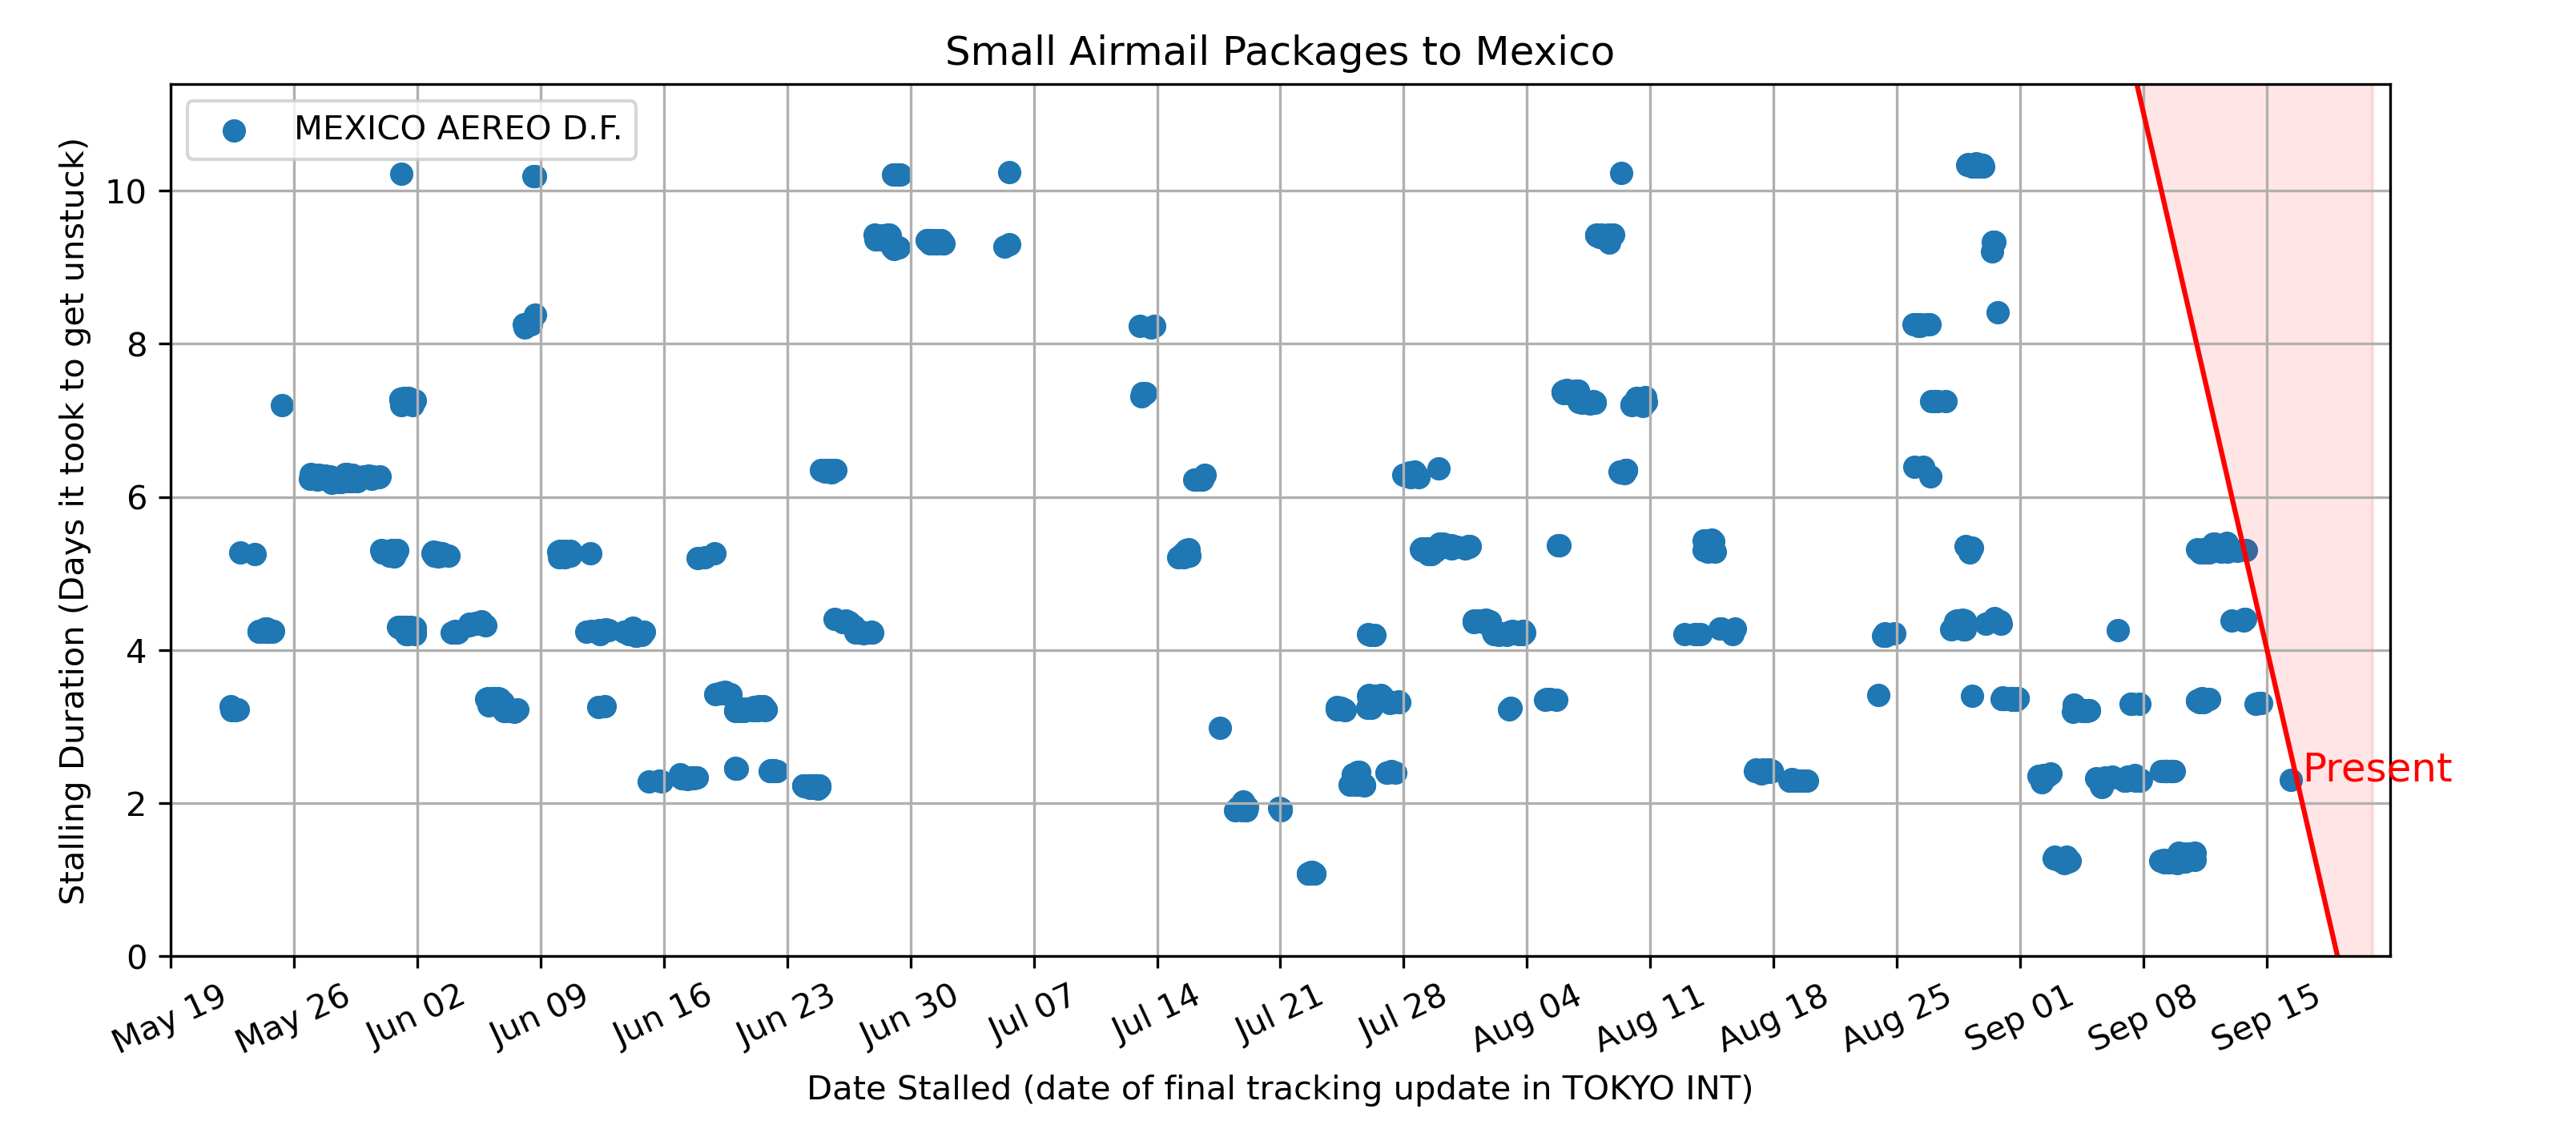 Small Airmail Packages to Mexico
MEXICO AEREO D.F.
Stalling Duration (Days it took to get unstuck)
10
8
6
4
2
0
Present
May 19
May 26
Jun 02
Jun 09
Jun 16
Jun 23
Jun 30
Jul 07
Jul 14
Jul 21
Jul 28
Aug 04
Aug 11
Aug 18
Aug 25
Sep 01
Sep 08
Sep 15
Date Stalled (date of final tracking update in TOKYO INT)